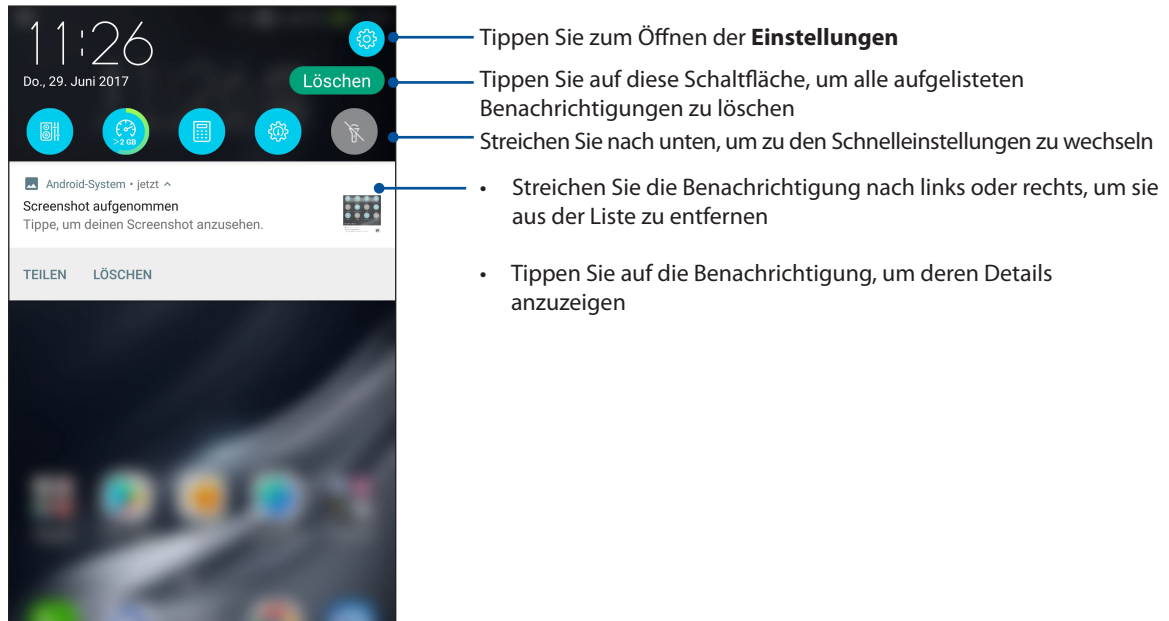 11:26
Do., 29. Juni 2017
Löschen
>2 GB
Android-System • jetzt
Screenshot aufgenommen
Tippe, um deinen Screenshot anzusehen.
TEILEN LÖSCHEN
Tippen Sie zum Öffnen der Einstellungen
Tippen Sie auf diese Schaltfläche, um alle aufgelisteten
Benachrichtigungen zu löschen
Streichen Sie nach unten, um zu den Schnelleinstellungen zu wechseln
• Streichen Sie die Benachrichtigung nach links oder rechts, um sie
aus der Liste zu entfernen
• Tippen Sie auf die Benachrichtigung, um deren Details
anzuzeigen